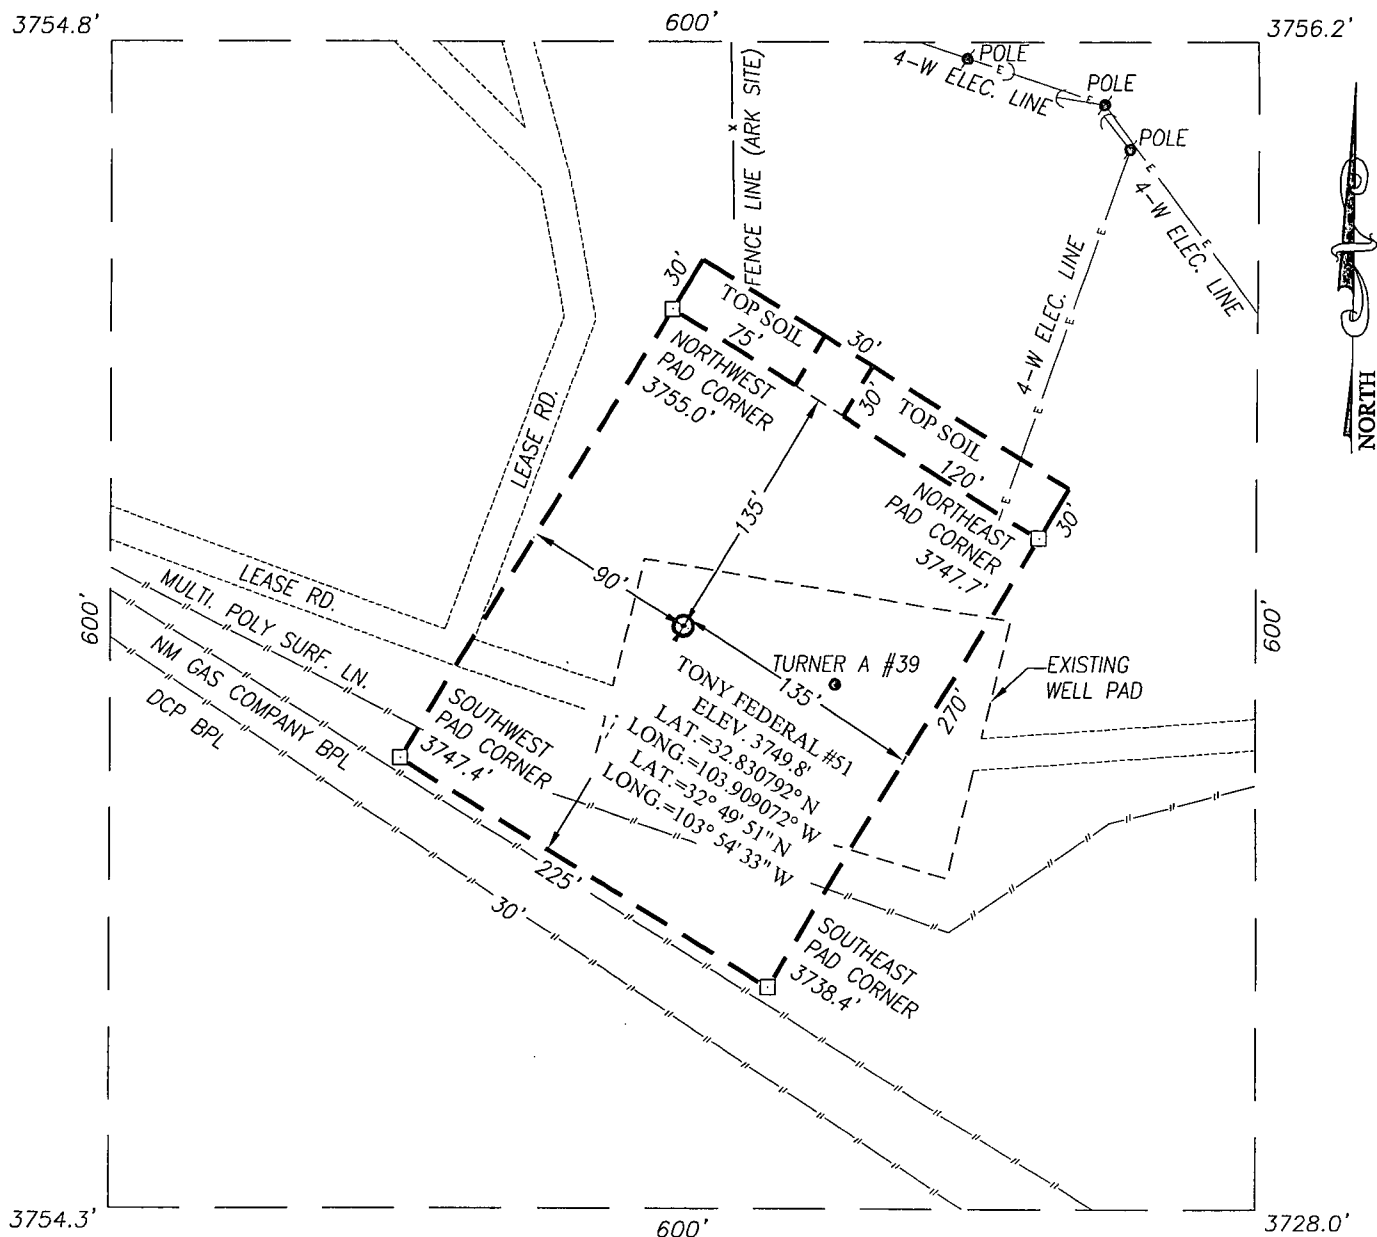 3754.8'
600'
3756.2'
POLE
4-W ELEC. LINE
E
E
POLE
POLE
E
4-W ELEC. LINE
E
FENCE LINE (ARK SITE)
x
E
4-W ELEC. LINE
E
E
E
NORTH
30'
TOP SOIL
75'
30'
30'
TOP SOIL
120'
30'
NORTHWEST
PAD CORNER
3755.0'
NORTHEAST
PAD CORNER
3747.7'
LEASE RD.
135'
90'
LEASE RD.
MULTI. POLY SURF. LN.
NM GAS COMPANY BPL
DCP BPL
600'
600'
TURNER A #39
135'
EXISTING
WELL PAD
270'
TONY FEDERAL #51
ELEV. 3749.8'
LAT.=32.830792° N
LONG.=103.909072° W
LAT.=32° 49' 51" N
LONG.=103° 54' 33" W
SOUTHWEST
PAD CORNER
3747.4'
225'
30'
SOUTHEAST
PAD CORNER
3738.4'
3754.3'
600'
3728.0'